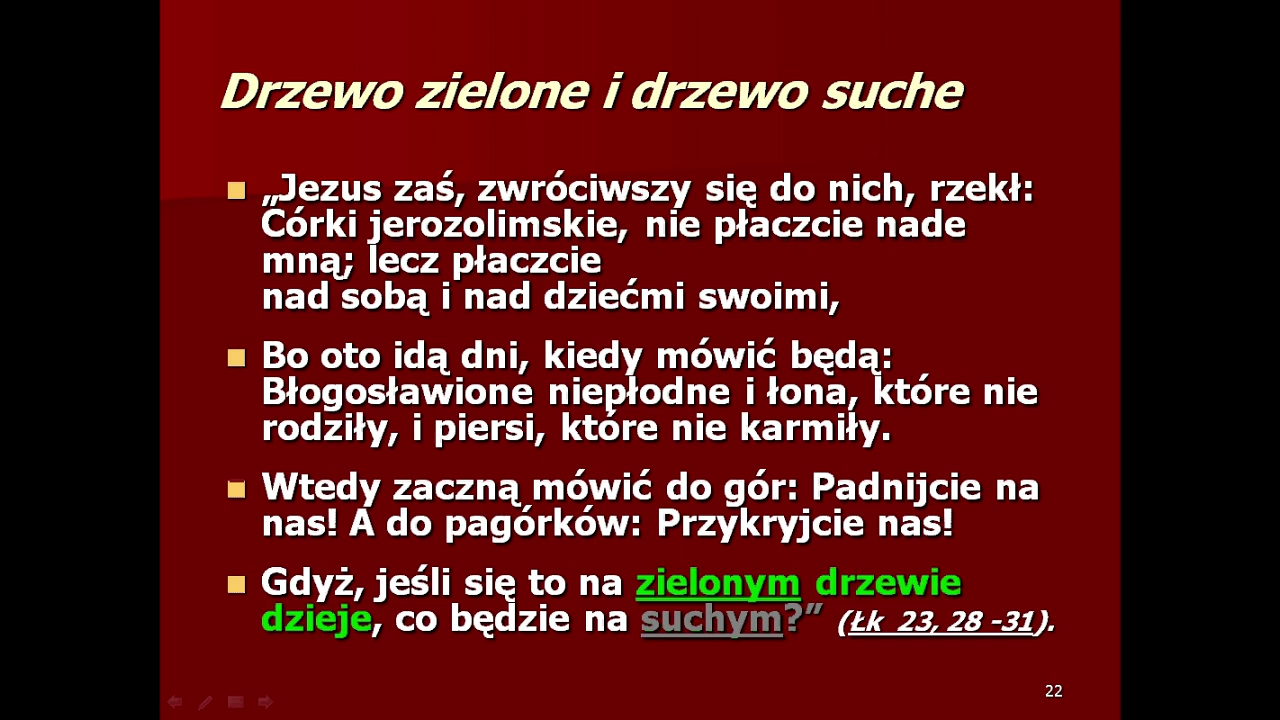 Drzewo zielone i drzewo suche
„Jezus zaś, zwróciwszy się do nich, rzekł:
Córki jerozolimskie, nie płaczcie nade
mną; lecz płaczcie
nad sobą i nad dziećmi swoimi,
Bo oto idą dni, kiedy mówić będą:
Błogosławione niepłodne i łona, które nie
rodziły, i piersi, które nie karmiły.
Wtedy zaczną mówić do gór: Padnijcie na
nas! A do pagórków: Przykryjcie nas!
Gdyż, jeśli się to na zielonym drzewie
dzieje, co będzie na suchym?” (Łk 23, 28 -31).
22